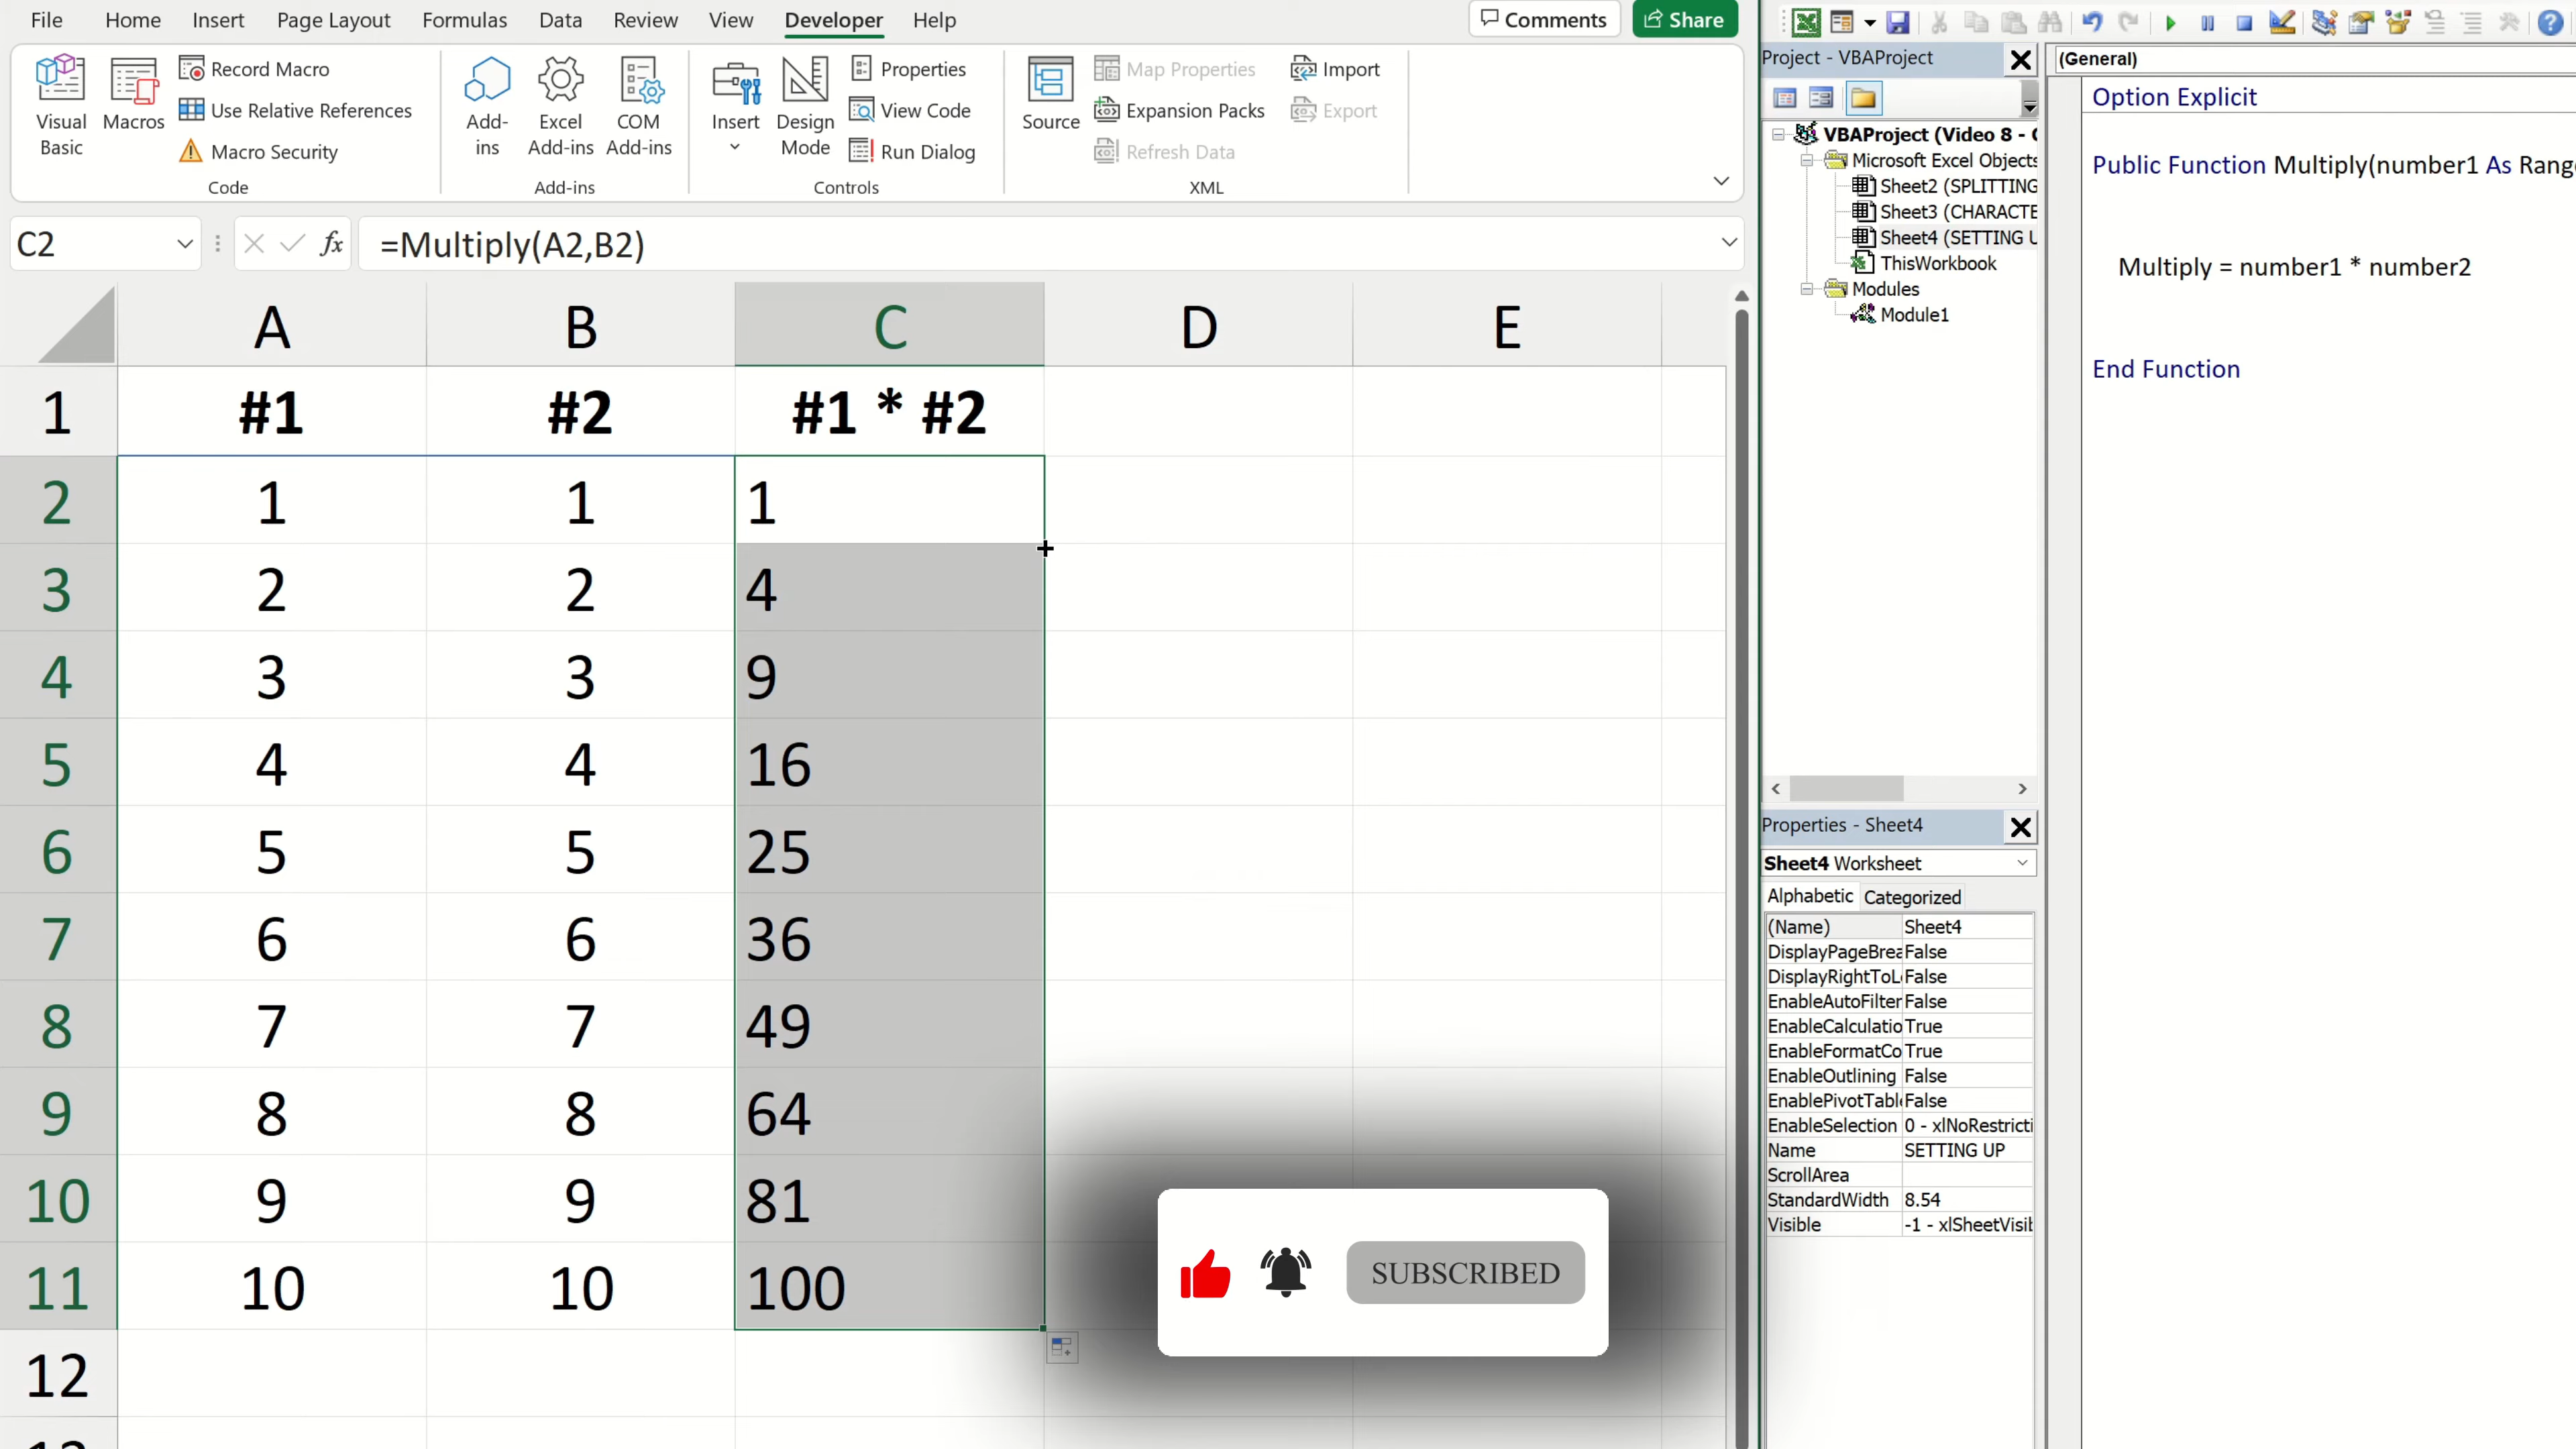 File Home Insert Page Layout Formulas Data Review View Developer Help Comments Share
Visual Basic
Macros
Record Macro
Use Relative References
Macro Security
Code
Add-ins
Excel Add-ins
COM Add-ins
Add-ins
Insert
Design Mode
Properties
View Code
Run Dialog
Controls
Source
Map Properties
Expansion Packs
Refresh Data
Import
Export
XML
C2 fx =Multiply(A2,B2)
A B C D E
1 #1 #2 #1 * #2
2 1 1 1
3 2 2 4
4 3 3 9
5 4 4 16
6 5 5 25
7 6 6 36
8 7 7 49
9 8 8 64
10 9 9 81
11 10 10 100
12
SUBSCRIBED
Project - VBAProject
VBAProject (Video 8 -
Microsoft Excel Objects
Sheet2 (SPLITTING
Sheet3 (CHARACTE
Sheet4 (SETTING U
ThisWorkbook
Modules
Module1
Properties - Sheet4
Sheet4 Worksheet
Alphabetic Categorized
(Name) Sheet4
DisplayPageBrea False
DisplayRightToL False
EnableAutoFilter False
EnableCalculatio True
EnableFormatCo True
EnableOutlining False
EnablePivotTabl False
EnableSelection 0 - xlNoRestricti
Name SETTING UP
ScrollArea
StandardWidth 8.54
Visible -1 - xlSheetVisib
(General)
Option Explicit
Public Function Multiply(number1 As Rang
Multiply = number1 * number2
End Function